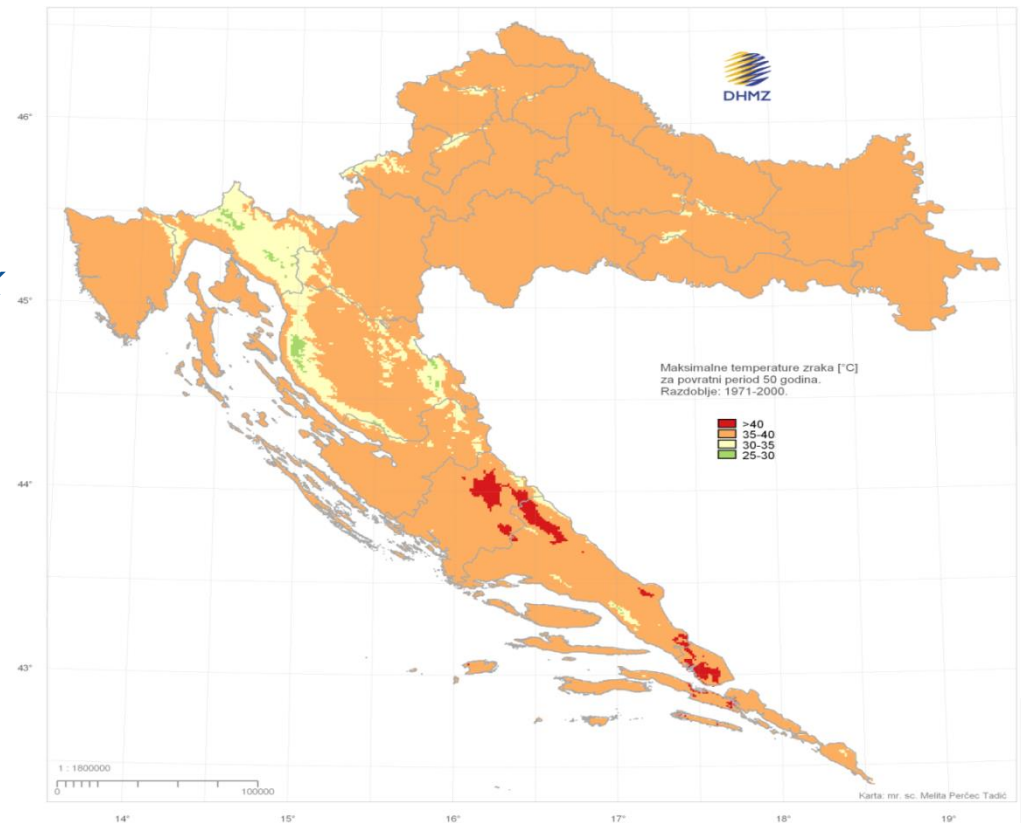 DHMZ
46°
45°
44°
43°
Maksimalne temperature zraka [°C]
za povratni period 50 godina.
Razdoblje: 1971-2000.
>40
35-40
30-35
25-30
1 : 1800000
0 100000
Karta: mr. sc. Melita Perčec Tadić
14° 15° 16° 17° 18° 19°